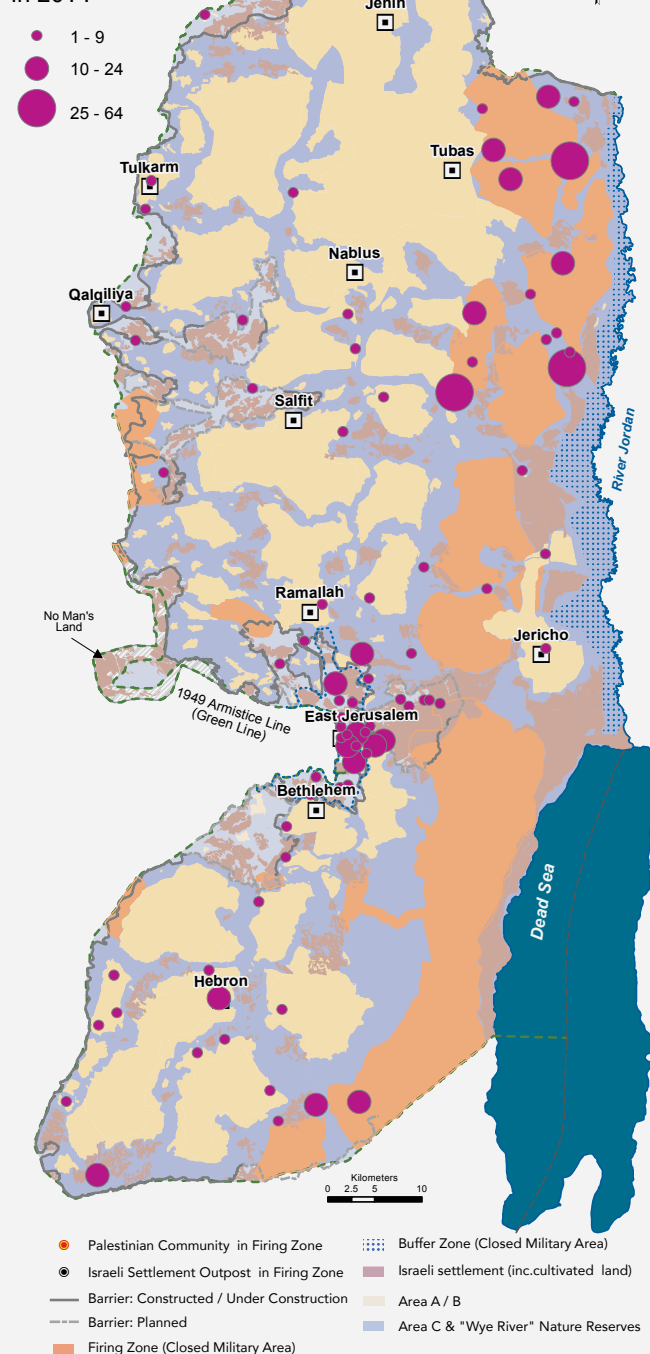 1 - 9
10 - 24
25 - 64
Jenin
Tubas
Tulkarm
Nablus
Qalqiliya
Salfit
River Jordan
Ramallah
No Man's
Land
Jericho
1949 Armistice Line
(Green Line)
East Jerusalem
Bethlehem
Dead Sea
Hebron
Kilometers
0 2.5 5 10
Palestinian Community in Firing Zone
Israeli Settlement Outpost in Firing Zone
Barrier: Constructed / Under Construction
Barrier: Planned
Firing Zone (Closed Military Area)
Buffer Zone (Closed Military Area)
Israeli settlement (inc.cultivated land)
Area A / B
Area C & "Wye River" Nature Reserves